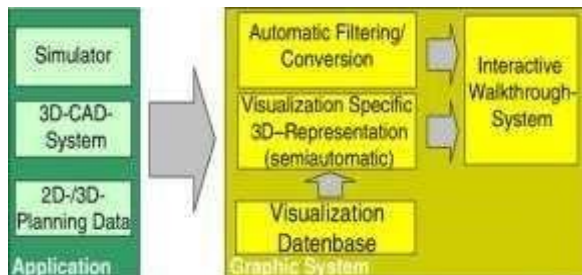 Simulator
3D-CAD-
System
2D-/3D-
Planning Data
Application
Automatic Filtering/
Conversion
Visualization Specific
3D–Representation
(semiautomatic)
Visualization
Datenbase
Interactive
Walkthrough-
System
Graphic System